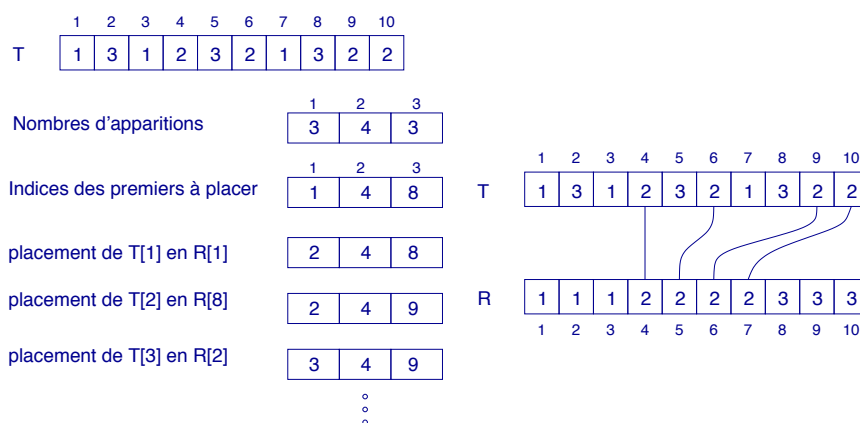 1 2 3 4 5 6 7 8 9 10
T 1 3 1 2 3 2 1 3 2 2
1 2 3
Nombres d'apparitions 3 4 3
1 2 3
Indices des premiers à placer 1 4 8
placement de T[1] en R[1] 2 4 8
placement de T[2] en R[8] 2 4 9
placement de T[3] en R[2] 3 4 9
1 2 3 4 5 6 7 8 9 10
T 1 3 1 2 3 2 1 3 2 2
R 1 1 1 2 2 2 2 3 3 3
1 2 3 4 5 6 7 8 9 10